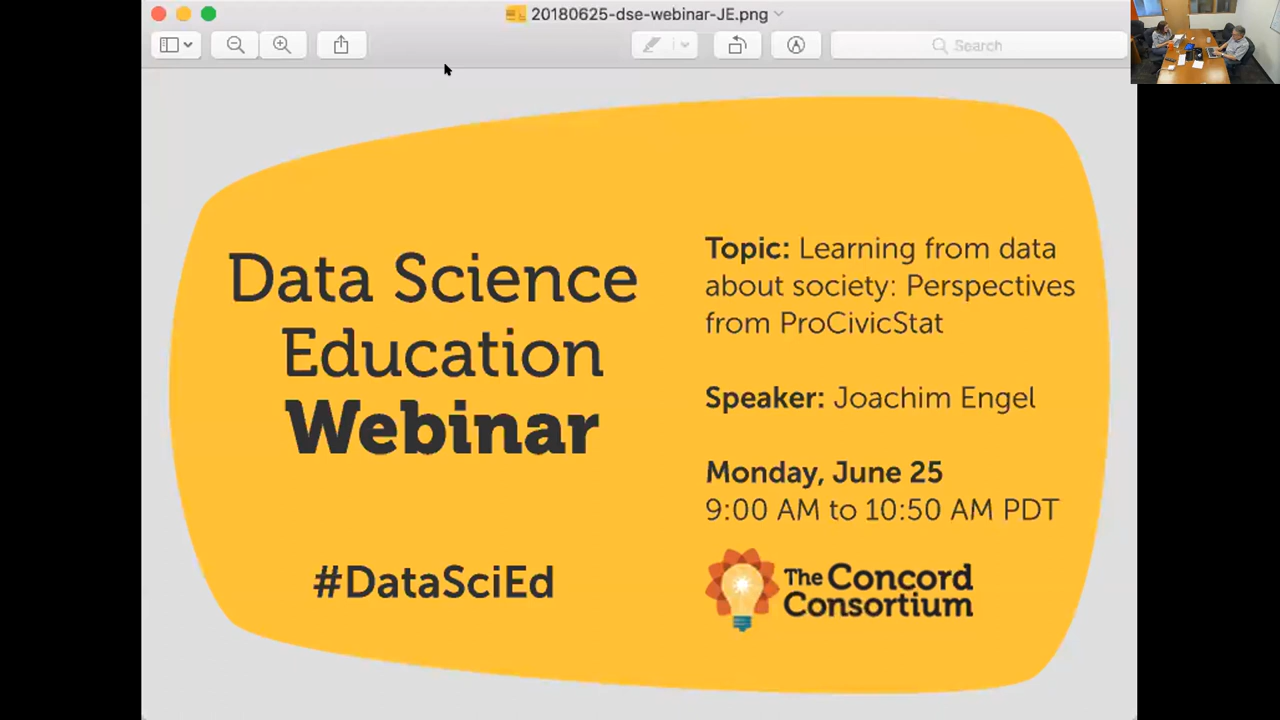 20180625-dse-webinar-JE.png
Search
Data Science
Education
Webinar
#DataSciEd
Topic: Learning from data
about society: Perspectives
from ProCivicStat
Speaker: Joachim Engel
Monday, June 25
9:00 AM to 10:50 AM PDT
The Concord
Consortium